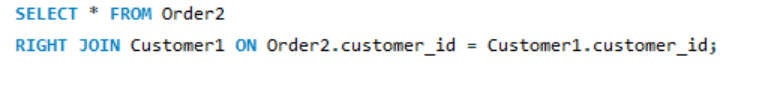 SELECT * FROM Order2
RIGHT JOIN Customer1 ON Order2.customer_id = Customer1.customer_id;